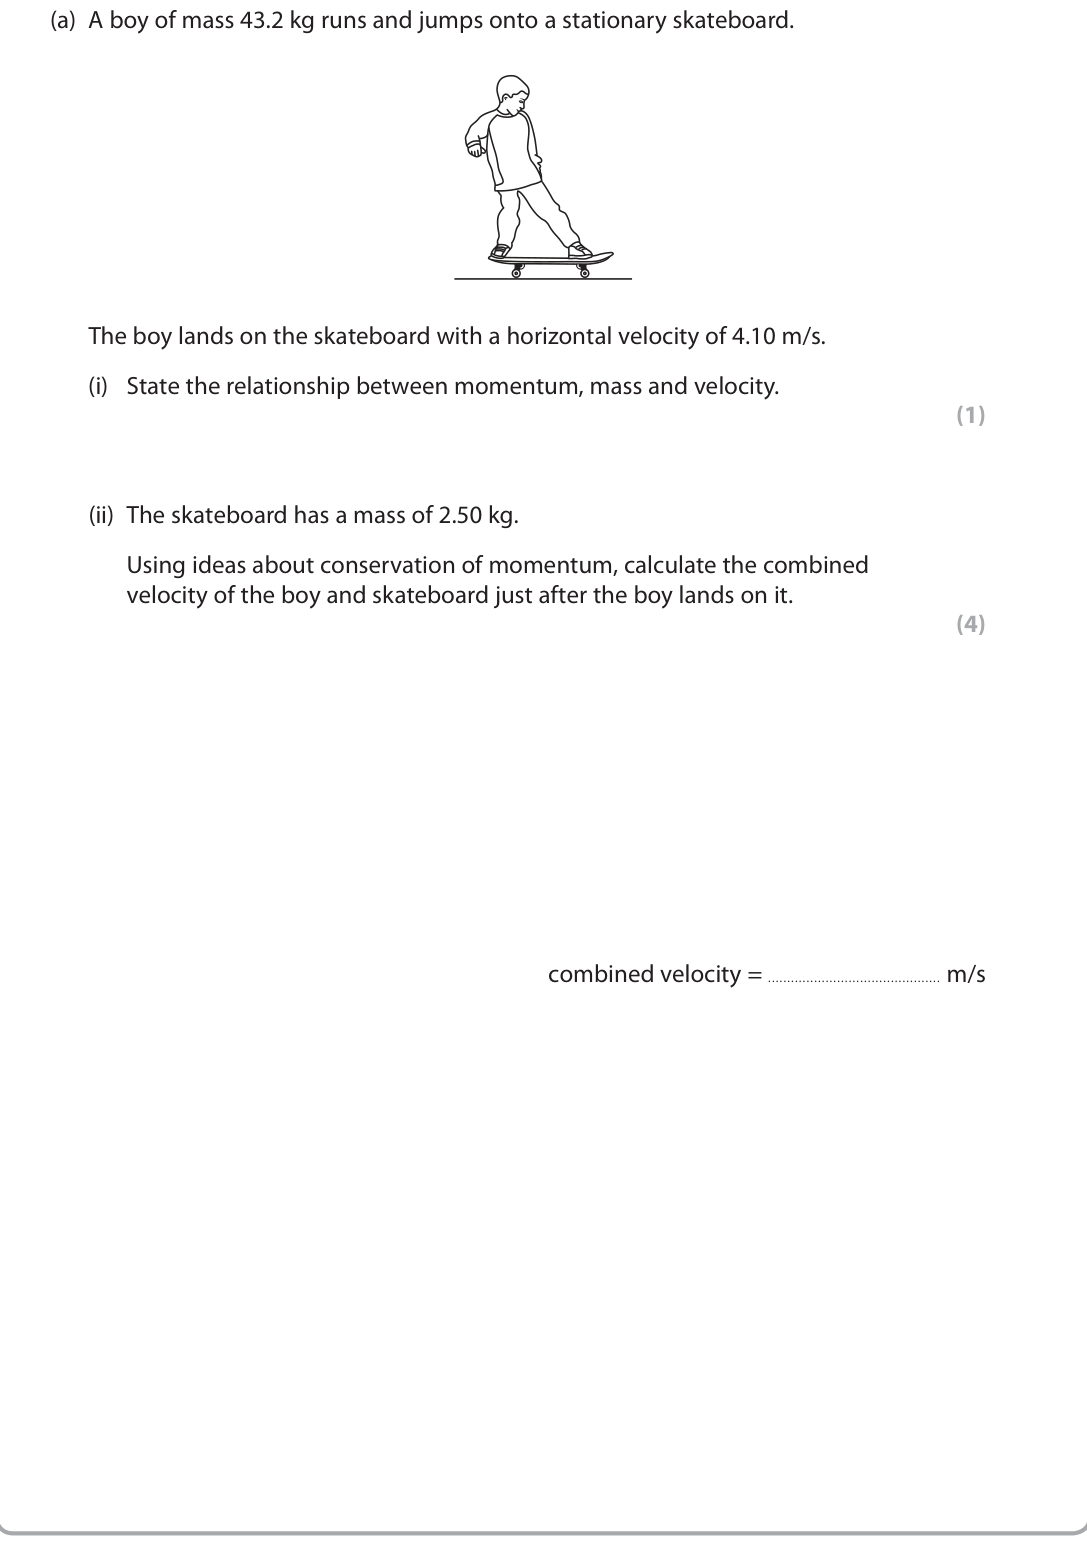 (a) A boy of mass 43.2 kg runs and jumps onto a stationary skateboard.
The boy lands on the skateboard with a horizontal velocity of 4.10 m/s.
(i) State the relationship between momentum, mass and velocity.
(1)
(ii) The skateboard has a mass of 2.50 kg.
Using ideas about conservation of momentum, calculate the combined
velocity of the boy and skateboard just after the boy lands on it.
(4)
combined velocity = ............................................. m/s